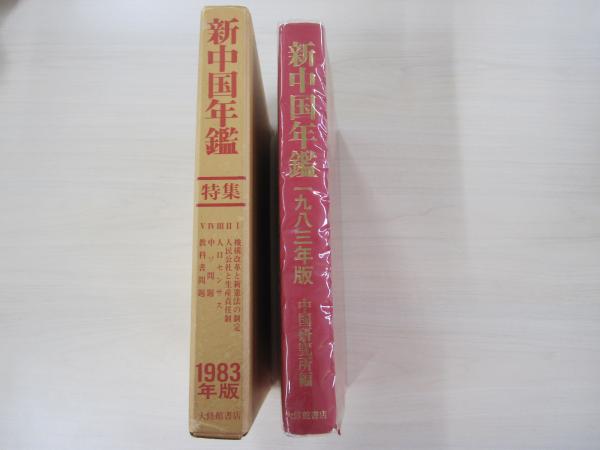 新中国年鑑
特集
I 機構改革と新憲法の制定
II 人民公社と生産責任制
III 人口センサス
IV 中ソ問題
V 教科書問題
1983
年版
大修館書店
新中国年鑑
一九八三年版
中国研究所編
大修館書店